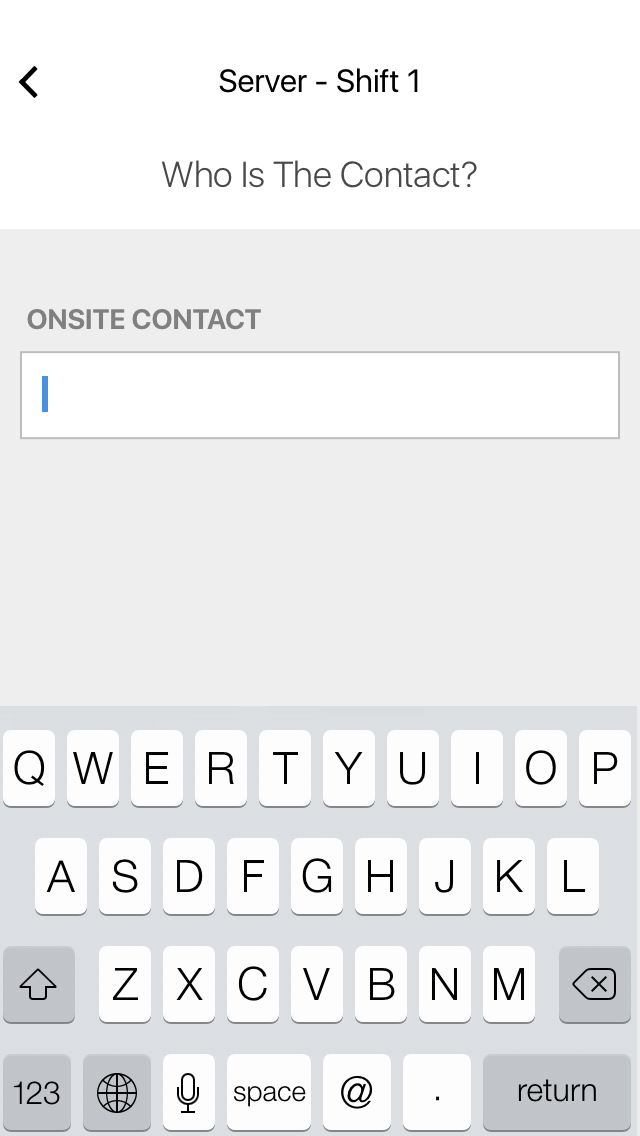 Server - Shift 1
Who Is The Contact?
ONSITE CONTACT
Q W E R T Y U I O P
A S D F G H J K L
Z X C V B N M
123 space @ . return